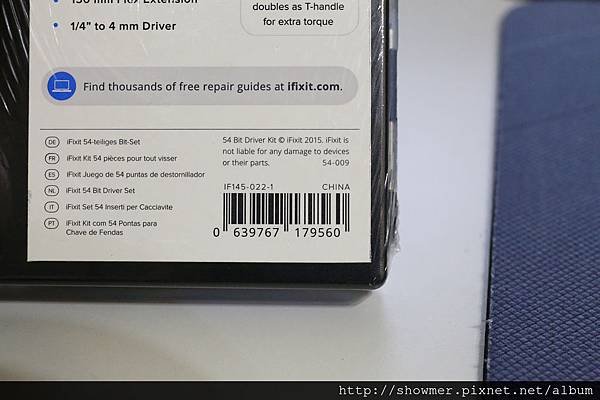 150 mm Flex Extension
1/4" to 4 mm Driver
doubles as T-handle
for extra torque
Find thousands of free repair guides at ifixit.com.
DE iFixit 54-teiliges Bit-Set
FR iFixit Kit 54 pièces pour tout visser
ES iFixit Juego de 54 puntas de destornillador
NL iFixit 54 Bit Driver Set
IT iFixit Set 54 Inserti per Cacciavite
PT iFixit Kit com 54 Pontas para
Chave de Fendas
54 Bit Driver Kit © iFixit 2015. iFixit is
not liable for any damage to devices
or their parts. 54-009
IF145-022-1 CHINA
0 639767 179560
http://showmer.pixnet.net/album